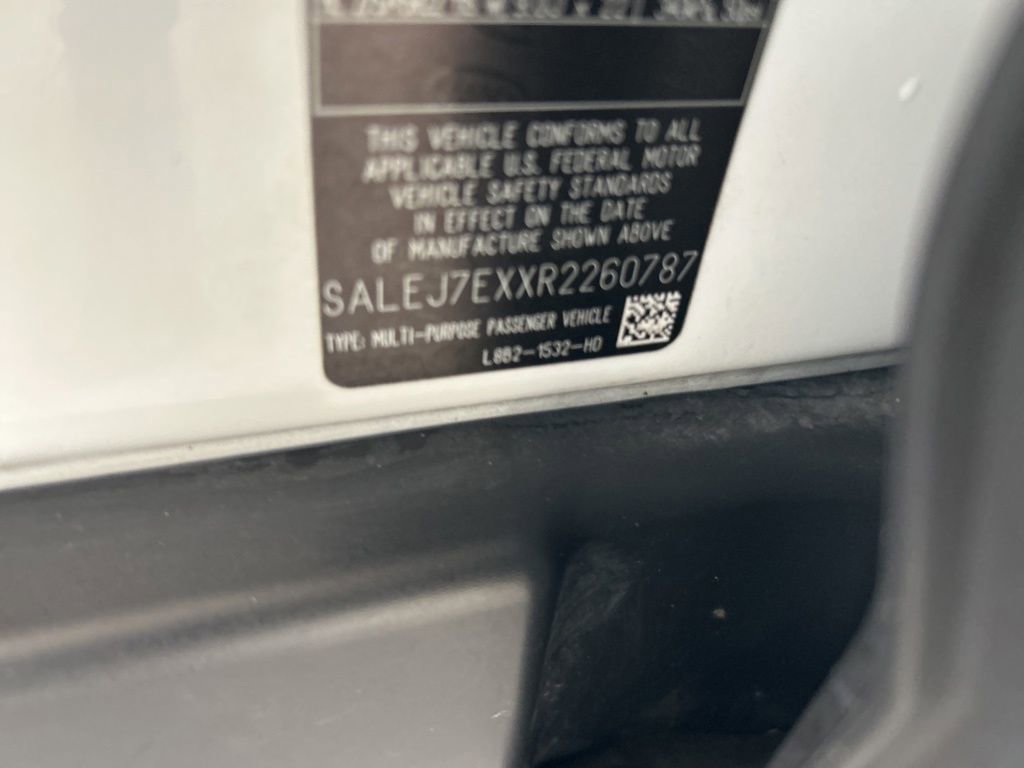 THIS VEHICLE CONFORMS TO ALL
APPLICABLE U.S. FEDERAL MOTOR
VEHICLE SAFETY STANDARDS
IN EFFECT ON THE DATE
OF MANUFACTURE SHOWN ABOVE
SALEJ7EXXR2260787
TYPE: MULTI-PURPOSE PASSENGER VEHICLE
L8B2-1532-HD